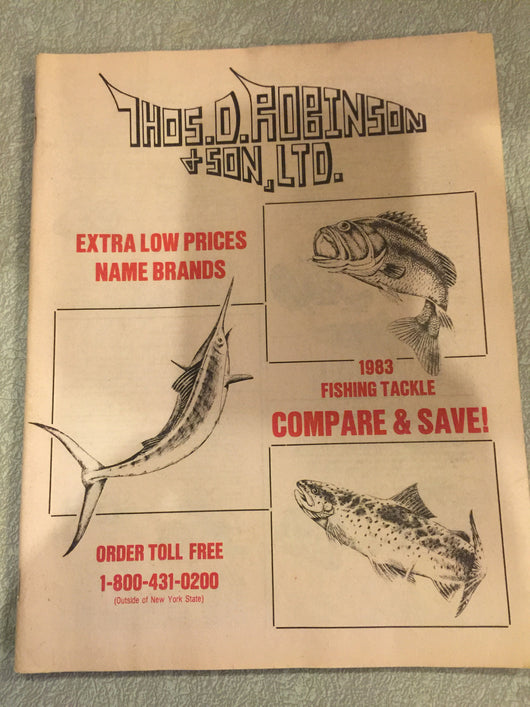 THOS. D. ROBINSON
& SON, LTD.
EXTRA LOW PRICES
NAME BRANDS
1983
FISHING TACKLE
COMPARE & SAVE!
ORDER TOLL FREE
1-800-431-0200
(Outside of New York State)